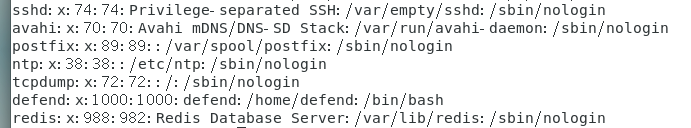 sshd:x:74:74:Privilege-separated SSH:/var/empty/sshd:/sbin/nologin
avahi:x:70:70:Avahi mDNS/DNS-SD Stack:/var/run/avahi-daemon:/sbin/nologin
postfix:x:89:89::/var/spool/postfix:/sbin/nologin
ntp:x:38:38::/etc/ntp:/sbin/nologin
tcpdump:x:72:72::/:/sbin/nologin
defend:x:1000:1000:defend:/home/defend:/bin/bash
redis:x:988:982:Redis Database Server:/var/lib/redis:/sbin/nologin